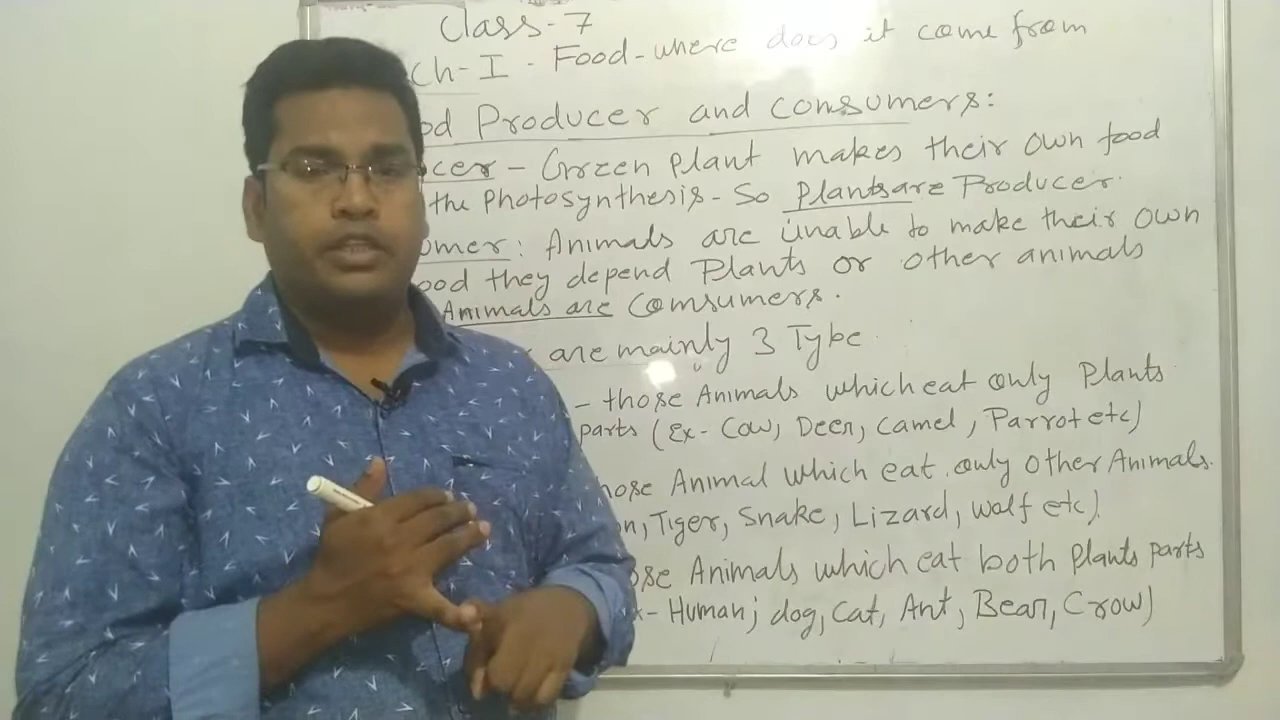 Class-7
Ch-I - Food-where does it come from
od Producer and consumers:
cer - Green plant makes their own food
the Photosynthesis - So Plants are Producer.
umer: Animals are unable to make their own
ood they depend Plants or other animals
Animals are Comsumers.
are mainly 3 Type
- those Animals which eat only Plants
parts (Ex- Cow, Deer, Camel, Parrot etc)
hose Animal which eat only other Animals.
n, Tiger, Snake, Lizard, Wolf etc).
ose Animals which eat both Plants parts
x- Human, dog, Cat, Ant, Bear, Crow)